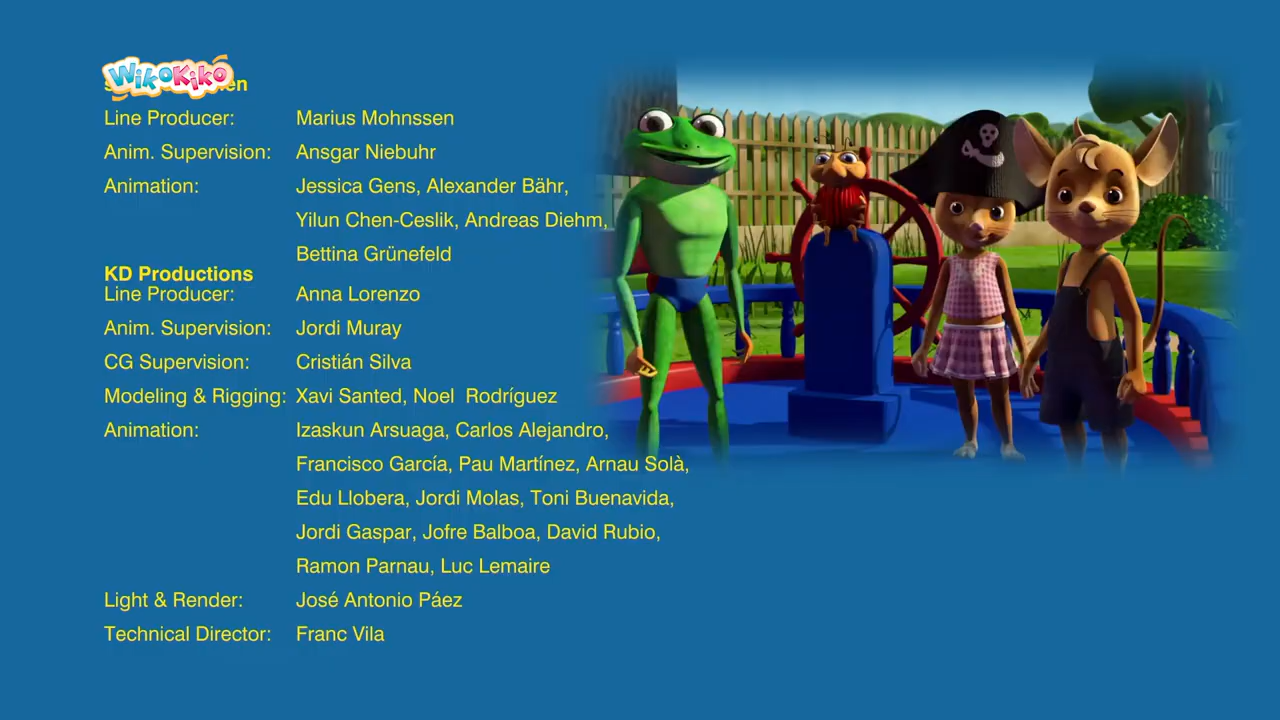 WikoKiko
Line Producer: Marius Mohnssen
Anim. Supervision: Ansgar Niebuhr
Animation: Jessica Gens, Alexander Bähr,
Yilun Chen-Ceslik, Andreas Diehm,
Bettina Grünefeld
KD Productions
Line Producer: Anna Lorenzo
Anim. Supervision: Jordi Muray
CG Supervision: Cristián Silva
Modeling & Rigging: Xavi Santed, Noel  Rodríguez
Animation: Izaskun Arsuaga, Carlos Alejandro,
Francisco García, Pau Martínez, Arnau Solà,
Edu Llobera, Jordi Molas, Toni Buenavida,
Jordi Gaspar, Jofre Balboa, David Rubio,
Ramon Parnau, Luc Lemaire
Light & Render: José Antonio Páez
Technical Director: Franc Vila